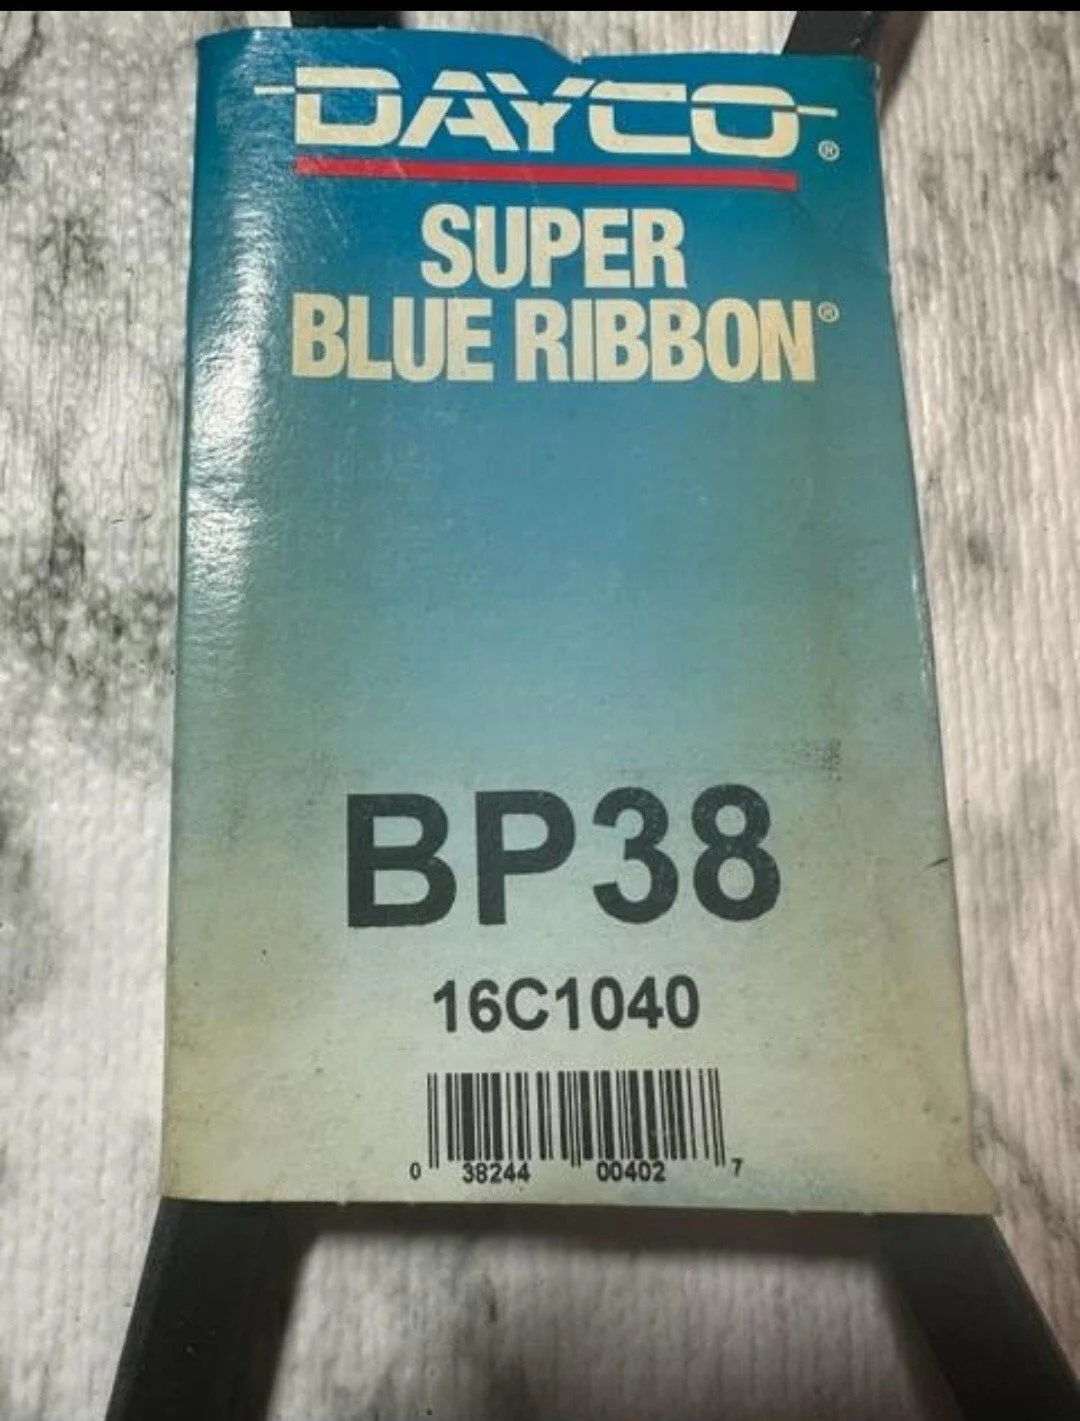 DAYCO®
SUPER
BLUE RIBBON®
BP38
16C1040
0 38244 00402 7